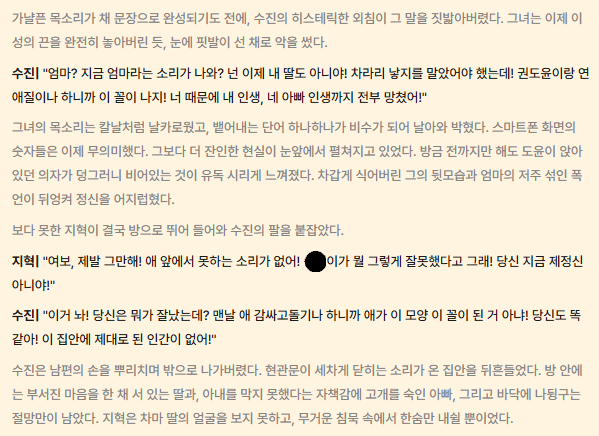 가냘픈 목소리가 채 문장으로 완성되기도 전에, 수진의 히스테릭한 외침이 그 말을 짓밟아버렸다. 그녀는 이제 이
성의 끈을 완전히 놓아버린 듯, 눈에 핏발이 선 채로 악을 썼다.
수진| "엄마? 지금 엄마라는 소리가 나와? 넌 이제 내 딸도 아니야! 차라리 낳지를 말았어야 했는데! 권도윤이랑 연
애질이나 하니까 이 꼴이 나지! 너 때문에 내 인생, 네 아빠 인생까지 전부 망쳤어!"
그녀의 목소리는 칼날처럼 날카로웠고, 뱉어내는 단어 하나하나가 비수가 되어 날아와 박혔다. 스마트폰 화면의
숫자들은 이제 무의미했다. 그보다 더 잔인한 현실이 눈앞에서 펼쳐지고 있었다. 방금 전까지만 해도 도윤이 앉아
있던 의자가 덩그러니 비어있는 것이 유독 시리게 느껴졌다. 차갑게 식어버린 그의 뒷모습과 엄마의 저주 섞인 폭
언이 뒤엉켜 정신을 어지럽혔다.
보다 못한 지혁이 결국 방으로 뛰어 들어와 수진의 팔을 붙잡았다.
지혁| "여보, 제발 그만해! 애 앞에서 못하는 소리가 없어! 이가 뭘 그렇게 잘못했다고 그래! 당신 지금 제정신
아니야!"
수진| "이거 놔! 당신은 뭐가 잘났는데? 맨날 애 감싸고돌기나 하니까 애가 이 모양 이 꼴이 된 거 아냐! 당신도 똑
같아! 이 집안에 제대로 된 인간이 없어!"
수진은 남편의 손을 뿌리치며 밖으로 나가버렸다. 현관문이 세차게 닫히는 소리가 온 집안을 뒤흔들었다. 방 안에
는 부서진 마음을 한 채 서 있는 딸과, 아내를 막지 못했다는 자책감에 고개를 숙인 아빠, 그리고 바닥에 나뒹구는
절망만이 남았다. 지혁은 차마 딸의 얼굴을 보지 못하고, 무거운 침묵 속에서 한숨만 내쉴 뿐이었다.